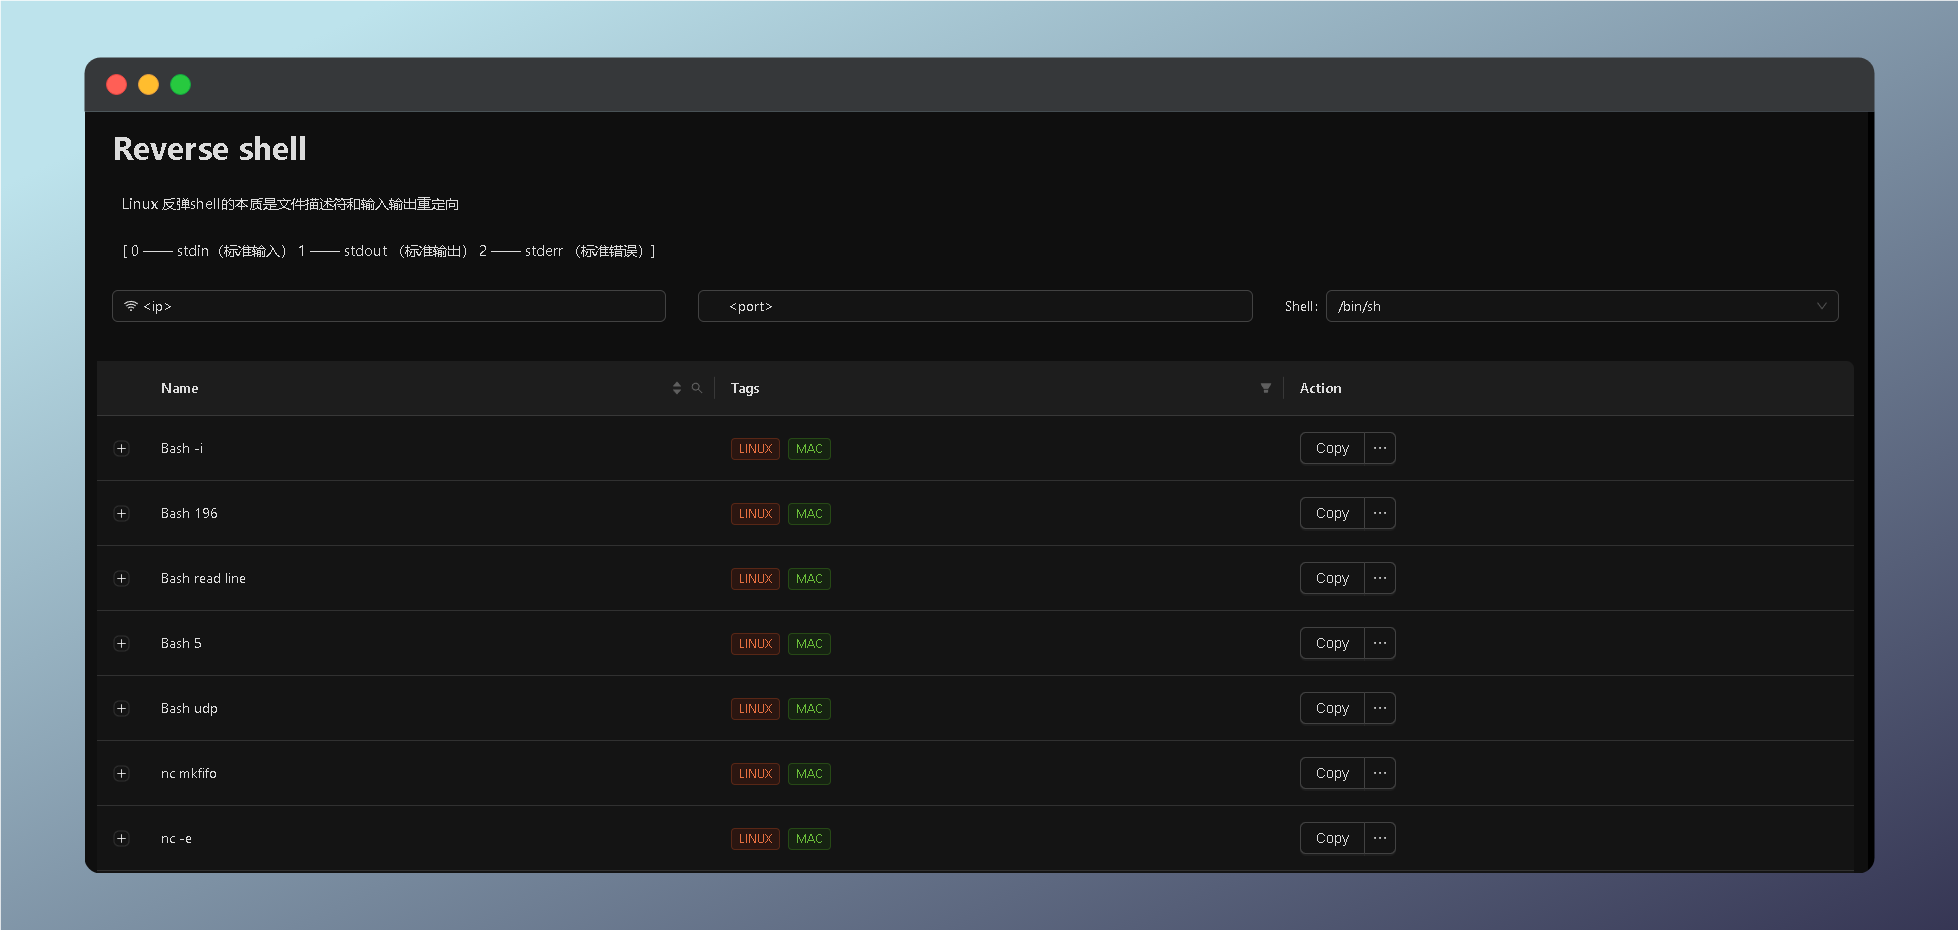 Reverse shell
Linux 反弹shell的本质是文件描述符和输入输出重定向
[ 0 —— stdin（标准输入） 1 —— stdout （标准输出） 2 —— stderr （标准错误）]
<ip> <port> Shell: /bin/sh
Name Tags Action
Bash -i LINUX MAC Copy ···
Bash 196 LINUX MAC Copy ···
Bash read line LINUX MAC Copy ···
Bash 5 LINUX MAC Copy ···
Bash udp LINUX MAC Copy ···
nc mkfifo LINUX MAC Copy ···
nc -e LINUX MAC Copy ···